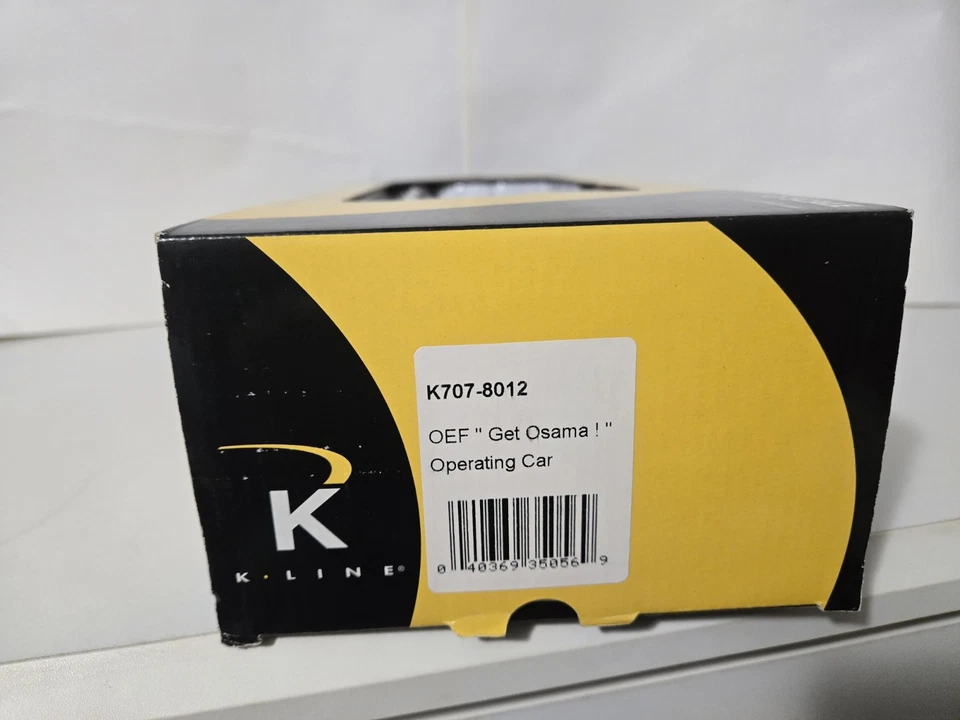 K707-8012
OEF " Get Osama ! "
Operating Car
0 40369 35056 9
K
K·LINE®